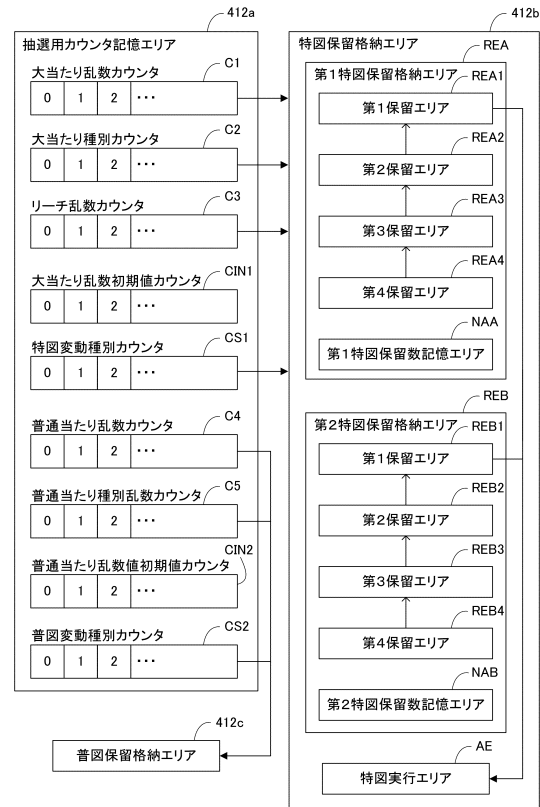 412a
抽選用カウンタ記憶エリア
大当たり乱数カウンタ
C1
0 1 2 ・・・
大当たり種別カウンタ
C2
0 1 2 ・・・
リーチ乱数カウンタ
C3
0 1 2 ・・・
大当たり乱数初期値カウンタ
CIN1
0 1 2 ・・・
特図変動種別カウンタ
CS1
0 1 2 ・・・
普通当たり乱数カウンタ
C4
0 1 2 ・・・
普通当たり種別乱数カウンタ
C5
0 1 2 ・・・
普通当たり乱数値初期値カウンタ
CIN2
0 1 2 ・・・
普図変動種別カウンタ
CS2
0 1 2 ・・・
412c
普図保留格納エリア
412b
特図保留格納エリア
REA
第1特図保留格納エリア
REA1
第1保留エリア
REA2
第2保留エリア
REA3
第3保留エリア
REA4
第4保留エリア
NAA
第1特図保留数記憶エリア
REB
第2特図保留格納エリア
REB1
第1保留エリア
REB2
第2保留エリア
REB3
第3保留エリア
REB4
第4保留エリア
NAB
第2特図保留数記憶エリア
AE
特図実行エリア